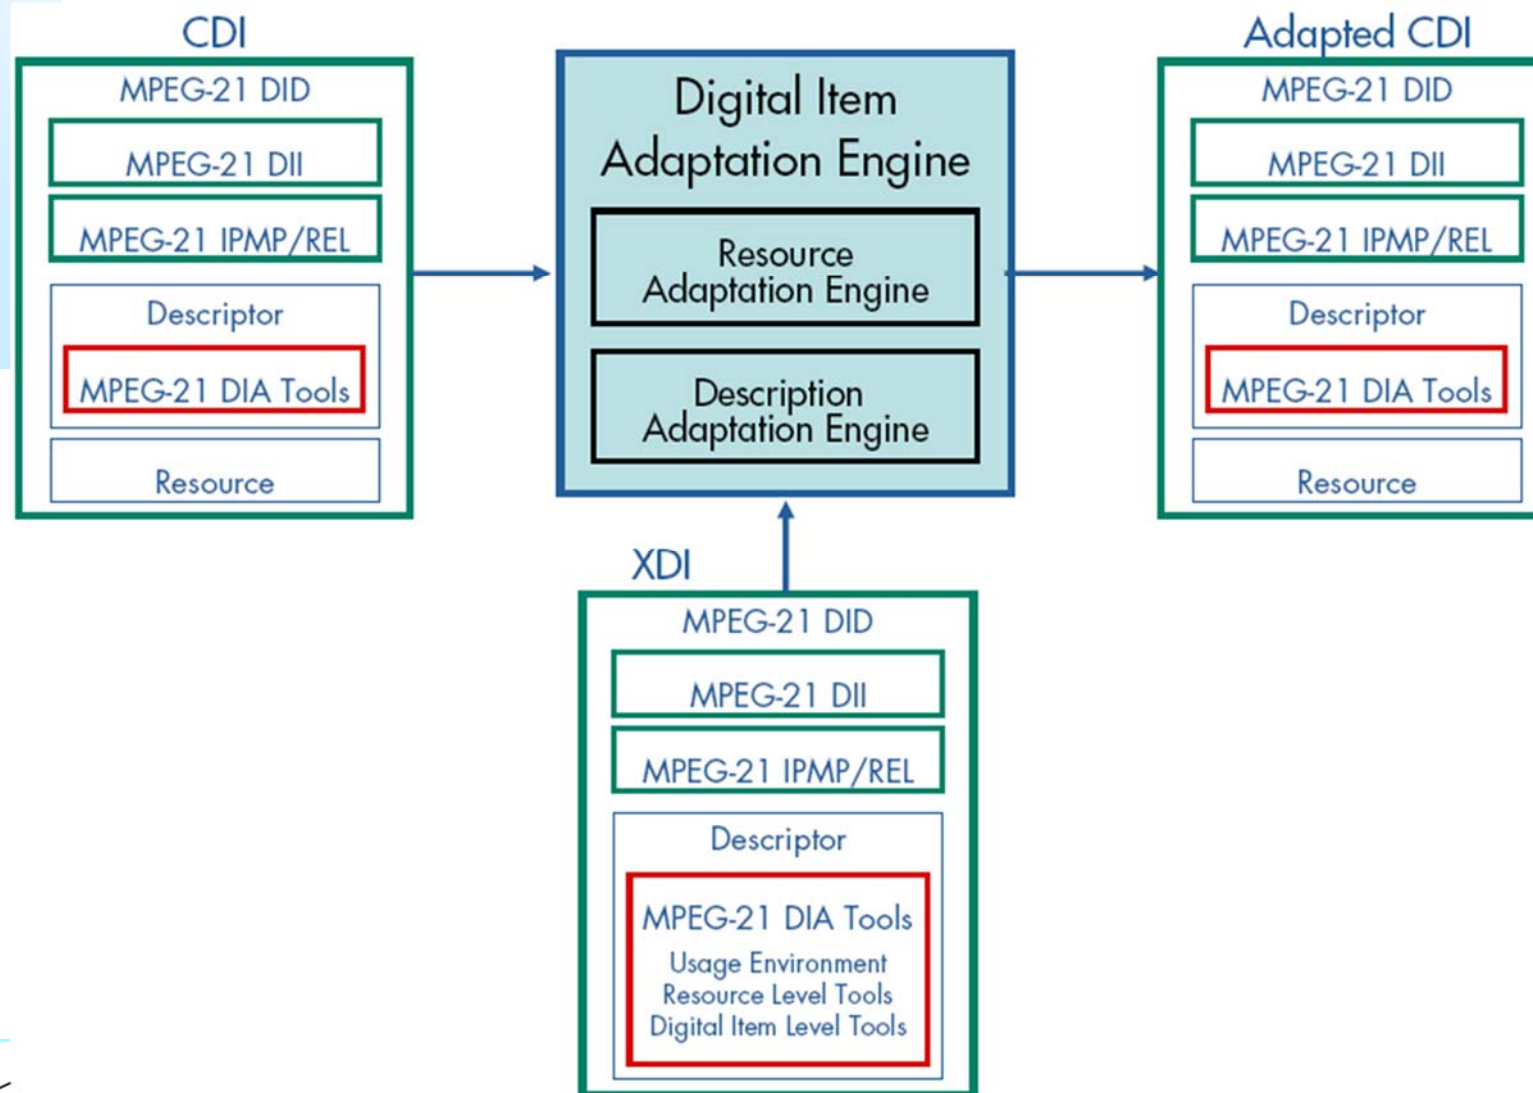 CDI
MPEG-21 DID
MPEG-21 DII
MPEG-21 IPMP/REL
Descriptor
MPEG-21 DIA Tools
Resource
Digital Item
Adaptation Engine
Resource
Adaptation Engine
Description
Adaptation Engine
Adapted CDI
MPEG-21 DID
MPEG-21 DII
MPEG-21 IPMP/REL
Descriptor
MPEG-21 DIA Tools
Resource
XDI
MPEG-21 DID
MPEG-21 DII
MPEG-21 IPMP/REL
Descriptor
MPEG-21 DIA Tools
Usage Environment
Resource Level Tools
Digital Item Level Tools